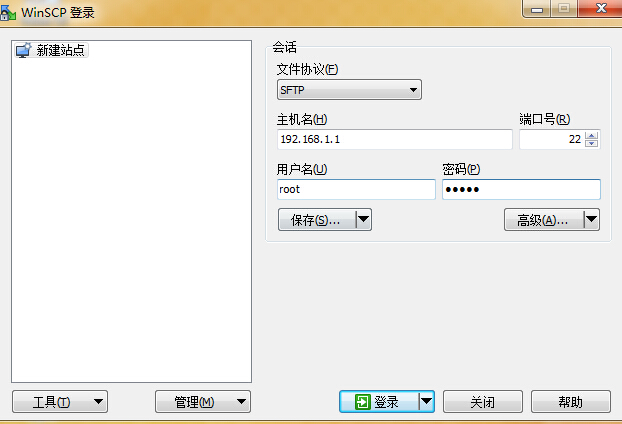 WinSCP 登录
新建站点
会话
文件协议(F)
SFTP
主机名(H)
端口号(R)
192.168.1.1
22
用户名(U)
密码(P)
root
●●●●●
保存(S)...
高级(A)...
工具(T)
管理(M)
登录
关闭
帮助